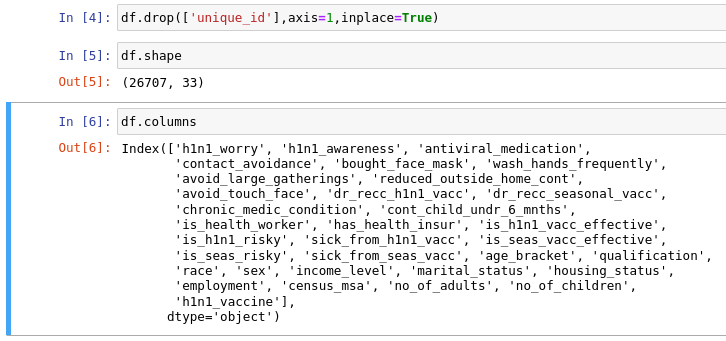 In [4]: df.drop(['unique_id'],axis=1,inplace=True)
In [5]: df.shape
Out[5]: (26707, 33)
In [6]: df.columns
Out[6]: Index(['h1n1_worry', 'h1n1_awareness', 'antiviral_medication',
'contact_avoidance', 'bought_face_mask', 'wash_hands_frequently',
'avoid_large_gatherings', 'reduced_outside_home_cont',
'avoid_touch_face', 'dr_recc_h1n1_vacc', 'dr_recc_seasonal_vacc',
'chronic_medic_condition', 'cont_child_undr_6_mnths',
'is_health_worker', 'has_health_insur', 'is_h1n1_vacc_effective',
'is_h1n1_risky', 'sick_from_h1n1_vacc', 'is_seas_vacc_effective',
'is_seas_risky', 'sick_from_seas_vacc', 'age_bracket', 'qualification',
'race', 'sex', 'income_level', 'marital_status', 'housing_status',
'employment', 'census_msa', 'no_of_adults', 'no_of_children',
'h1n1_vaccine'],
dtype='object')